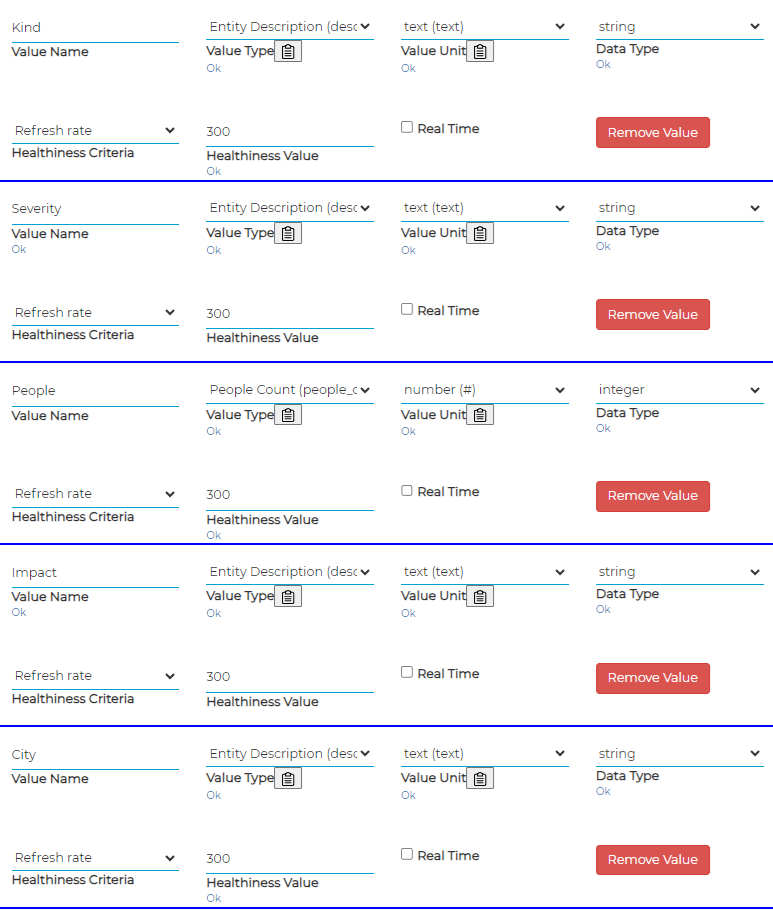 Kind Entity Description (desc text (text) string
Value Name Value Type Value Unit Data Type
Ok Ok Ok
Refresh rate 300 Real Time Remove Value
Healthiness Criteria Healthiness Value
Ok
Severity Entity Description (desc text (text) string
Value Name Value Type Value Unit Data Type
Ok Ok Ok Ok
Refresh rate 300 Real Time Remove Value
Healthiness Criteria Healthiness Value
People People Count (people_c number (#) integer
Value Name Value Type Value Unit Data Type
Ok Ok Ok
Refresh rate 300 Real Time Remove Value
Healthiness Criteria Healthiness Value
Ok
Impact Entity Description (desc text (text) string
Value Name Value Type Value Unit Data Type
Ok Ok Ok Ok
Refresh rate 300 Real Time Remove Value
Healthiness Criteria Healthiness Value
City Entity Description (desc text (text) string
Value Name Value Type Value Unit Data Type
Ok Ok Ok
Refresh rate 300 Real Time Remove Value
Healthiness Criteria Healthiness Value
Ok